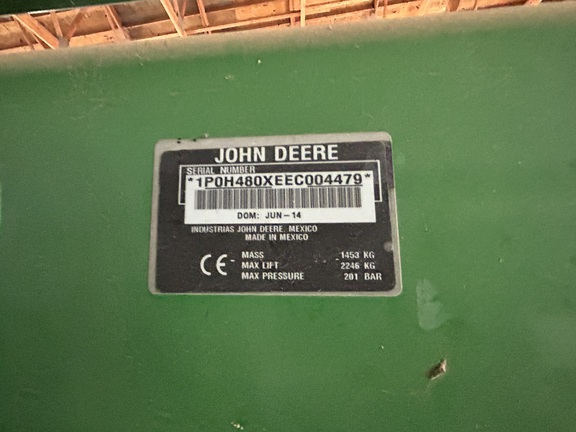 JOHN DEERE
SERIAL NUMBER
*1P0H480XEEC004479*
DOM: JUN-14
INDUSTRIAS JOHN DEERE, MEXICO
MADE IN MEXICO
CE MASS 1453 KG
MAX LIFT 2246 KG
MAX PRESSURE 201 BAR